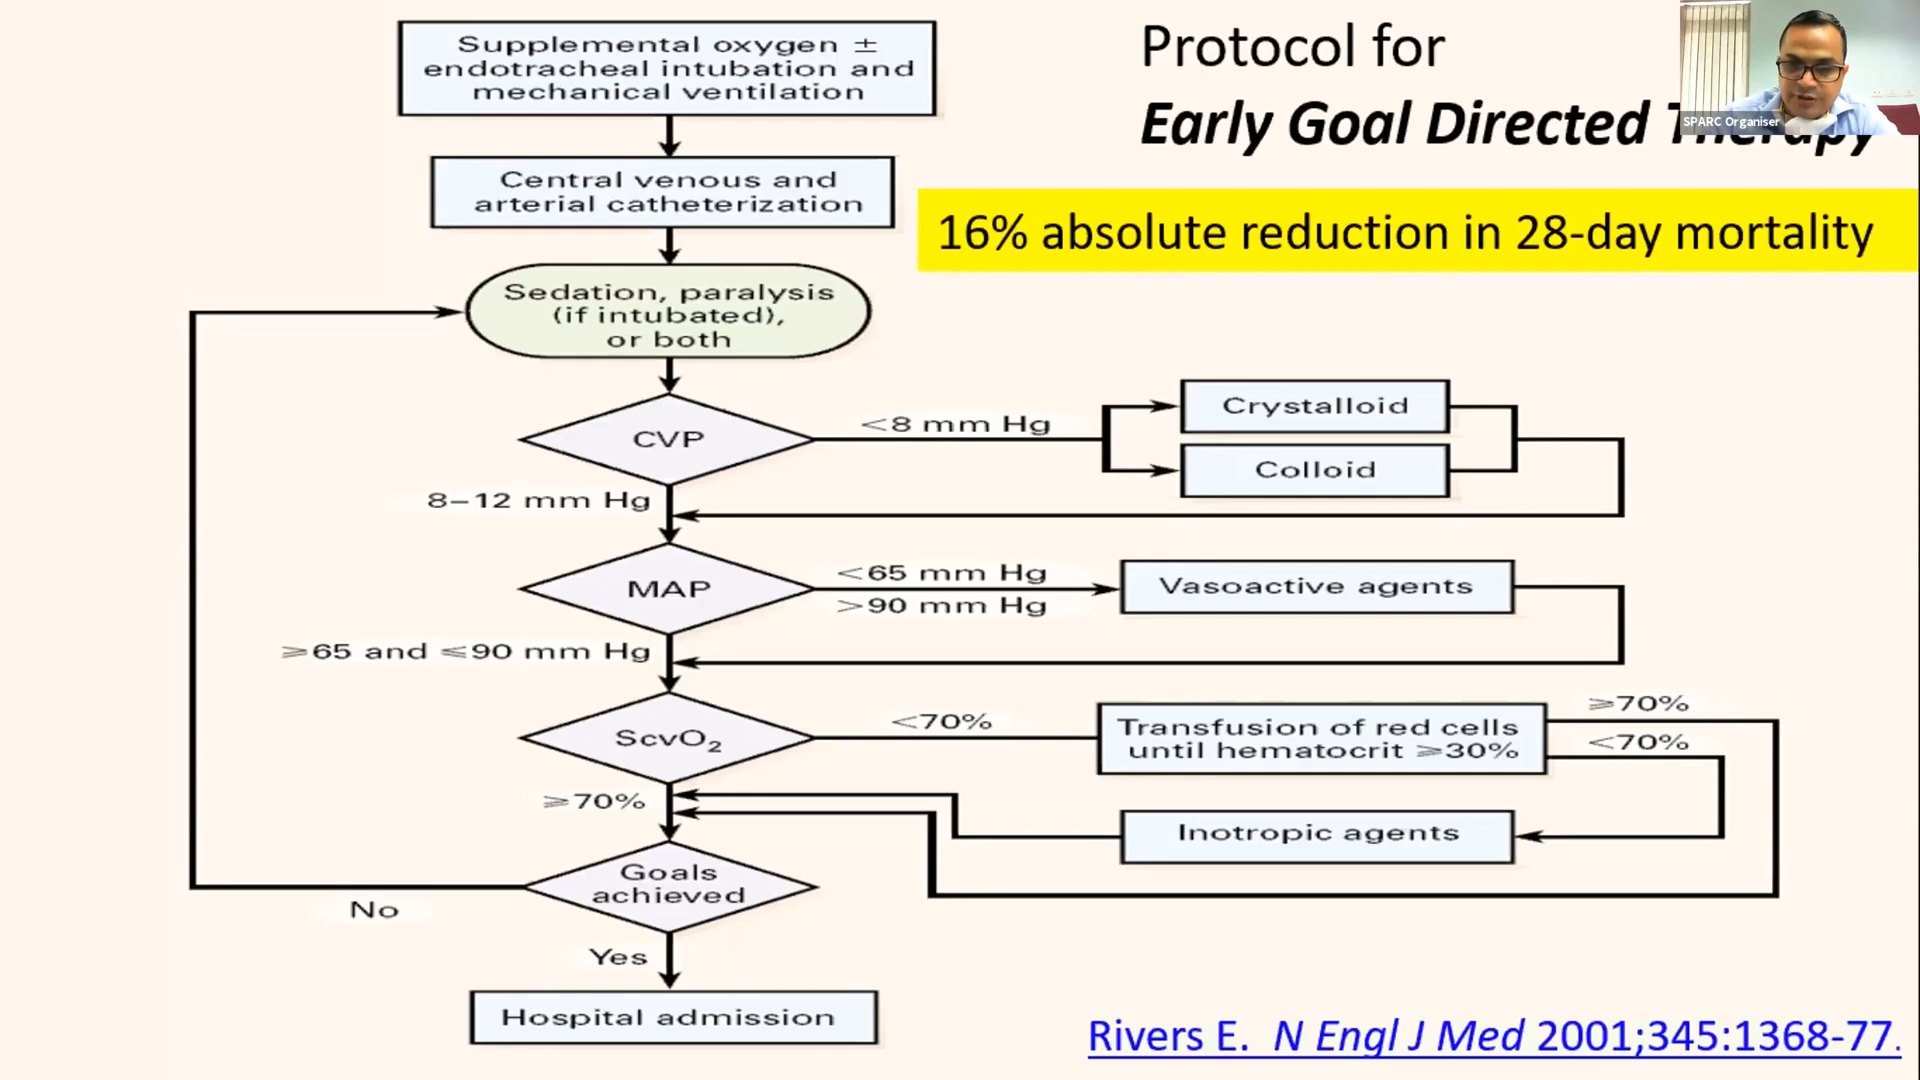 Supplemental oxygen ±
endotracheal intubation and
mechanical ventilation
Central venous and
arterial catheterization
Sedation, paralysis
(if intubated),
or both
CVP
<8 mm Hg
Crystalloid
Colloid
8–12 mm Hg
MAP
<65 mm Hg
>90 mm Hg
Vasoactive agents
≥65 and ≤90 mm Hg
ScvO₂
<70%
Transfusion of red cells
until hematocrit ≥30%
≥70%
<70%
Inotropic agents
≥70%
Goals
achieved
No
Yes
Hospital admission
Protocol for
Early Goal Directed Therapy
SPARC Organiser
16% absolute reduction in 28-day mortality
Rivers E. N Engl J Med 2001;345:1368-77.